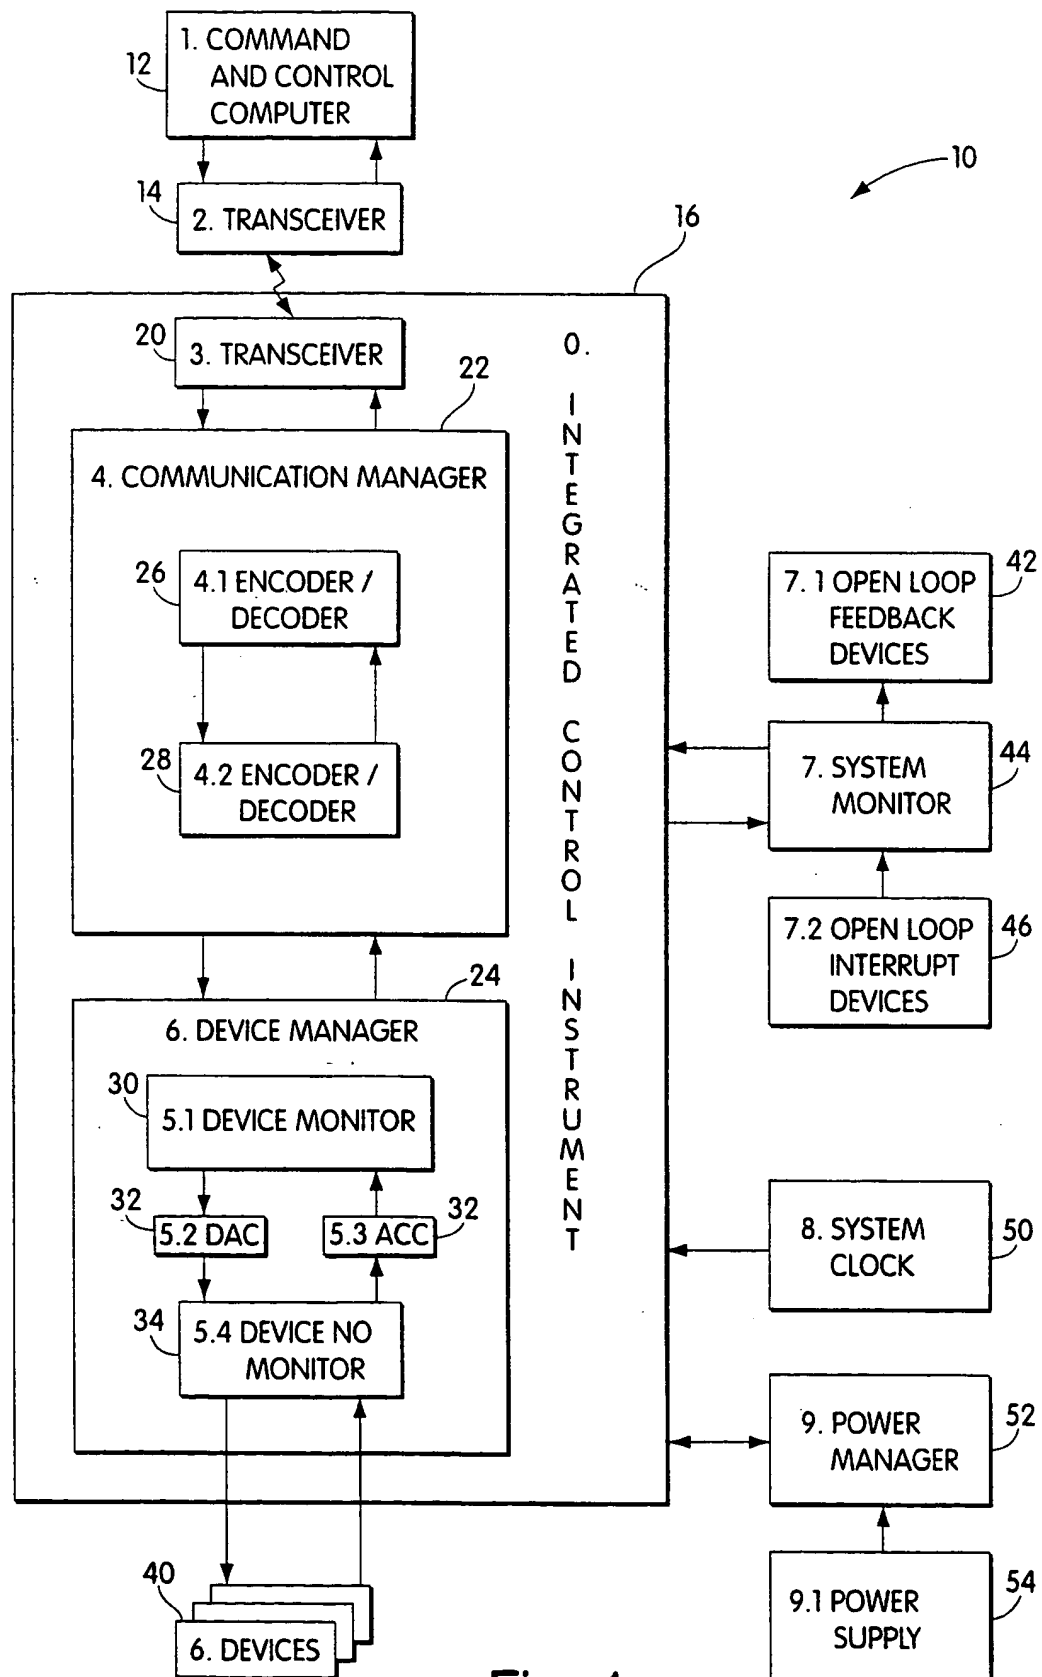 1. COMMAND
AND CONTROL
COMPUTER
12
10
14
2. TRANSCEIVER
16
20
3. TRANSCEIVER
0. INTEGRATED CONTROL INSTRUMENT
22
4. COMMUNICATION MANAGER
26
4.1 ENCODER /
DECODER
28
4.2 ENCODER /
DECODER
24
6. DEVICE MANAGER
30
5.1 DEVICE MONITOR
32
5.2 DAC
5.3 ACC
32
34
5.4 DEVICE NO
MONITOR
40
6. DEVICES
7.1 OPEN LOOP
FEEDBACK
DEVICES
42
7. SYSTEM
MONITOR
44
7.2 OPEN LOOP
INTERRUPT
DEVICES
46
8. SYSTEM
CLOCK
50
9. POWER
MANAGER
52
9.1 POWER
SUPPLY
54